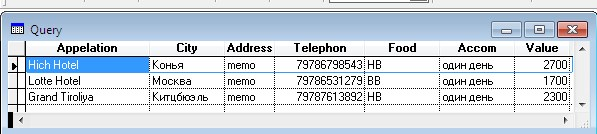 Query
Appelation City Address Telephon Food Accom Value
Hich Hotel Конья memo 79786798543 HB один день 2700
Lotte Hotel Москва memo 79786531279 BB один день 1700
Grand Tiroliya Китцбюэль memo 79787613892 HB один день 2300